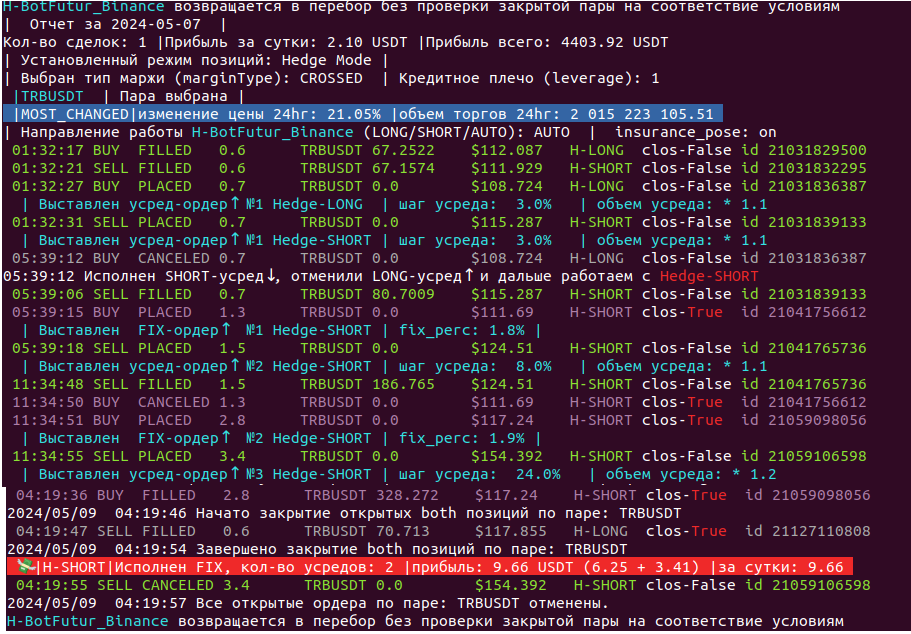 H-BotFutur_Binance возвращается в перебор без проверки закрытой пары на соответствие условиям
| Отчет за 2024-05-07 |
Кол-во сделок: 1 |Прибыль за сутки: 2.10 USDT |Прибыль всего: 4403.92 USDT
| Установленный режим позиций: Hedge Mode |
| Выбран тип маржи (marginType): CROSSED | Кредитное плечо (leverage): 1
|TRBUSDT | Пара выбрана |
|MOST_CHANGED|изменение цены 24hr: 21.05% |объем торгов 24hr: 2 015 223 105.51
| Направление работы H-BotFutur_Binance (LONG/SHORT/AUTO): AUTO | insurance_pose: on
01:32:17 BUY FILLED 0.6 TRBUSDT 67.2522 $112.087 H-LONG clos-False id 21031829500
01:32:21 SELL FILLED 0.6 TRBUSDT 67.1574 $111.929 H-SHORT clos-False id 21031832295
01:32:27 BUY PLACED 0.7 TRBUSDT 0.0 $108.724 H-LONG clos-False id 21031836387
| Выставлен усред-ордер↑ №1 Hedge-LONG | шаг усреда: 3.0% | объем усреда: * 1.1
01:32:31 SELL PLACED 0.7 TRBUSDT 0.0 $115.287 H-SHORT clos-False id 21031839133
| Выставлен усред-ордер↑ №1 Hedge-SHORT | шаг усреда: 3.0% | объем усреда: * 1.1
05:39:12 BUY CANCELED 0.7 TRBUSDT 0.0 $108.724 H-LONG clos-False id 21031836387
05:39:12 Исполнен SHORT-усред↓, отменили LONG-усред↑ и дальше работаем с Hedge-SHORT
05:39:06 SELL FILLED 0.7 TRBUSDT 80.7009 $115.287 H-SHORT clos-False id 21031839133
05:39:15 BUY PLACED 1.3 TRBUSDT 0.0 $111.69 H-SHORT clos-True id 21041756612
| Выставлен FIX-ордер↑ №1 Hedge-SHORT | fix_perc: 1.8% |
05:39:18 SELL PLACED 1.5 TRBUSDT 0.0 $124.51 H-SHORT clos-False id 21041765736
| Выставлен усред-ордер↑ №2 Hedge-SHORT | шаг усреда: 8.0% | объем усреда: * 1.1
11:34:48 SELL FILLED 1.5 TRBUSDT 186.765 $124.51 H-SHORT clos-False id 21041765736
11:34:50 BUY CANCELED 1.3 TRBUSDT 0.0 $111.69 H-SHORT clos-True id 21041756612
11:34:51 BUY PLACED 2.8 TRBUSDT 0.0 $117.24 H-SHORT clos-True id 21059098056
| Выставлен FIX-ордер↑ №2 Hedge-SHORT | fix_perc: 1.9% |
11:34:55 SELL PLACED 3.4 TRBUSDT 0.0 $154.392 H-SHORT clos-False id 21059106598
| Выставлен усред-ордер↑ №3 Hedge-SHORT | шаг усреда: 24.0% | объем усреда: * 1.2
04:19:36 BUY FILLED 2.8 TRBUSDT 328.272 $117.24 H-SHORT clos-True id 21059098056
2024/05/09 04:19:46 Начато закрытие открытых both позиций по паре: TRBUSDT
04:19:47 SELL FILLED 0.6 TRBUSDT 70.713 $117.855 H-LONG clos-True id 21127110808
2024/05/09 04:19:54 Завершено закрытие both позиций по паре: TRBUSDT
|H-SHORT|Исполнен FIX, кол-во усредов: 2 |прибыль: 9.66 USDT (6.25 + 3.41) |за сутки: 9.66
04:19:55 SELL CANCELED 3.4 TRBUSDT 0.0 $154.392 H-SHORT clos-False id 21059106598
2024/05/09 04:19:57 Все открытые ордера по паре: TRBUSDT отменены.
H-BotFutur_Binance возвращается в перебор без проверки закрытой пары на соответствие условиям